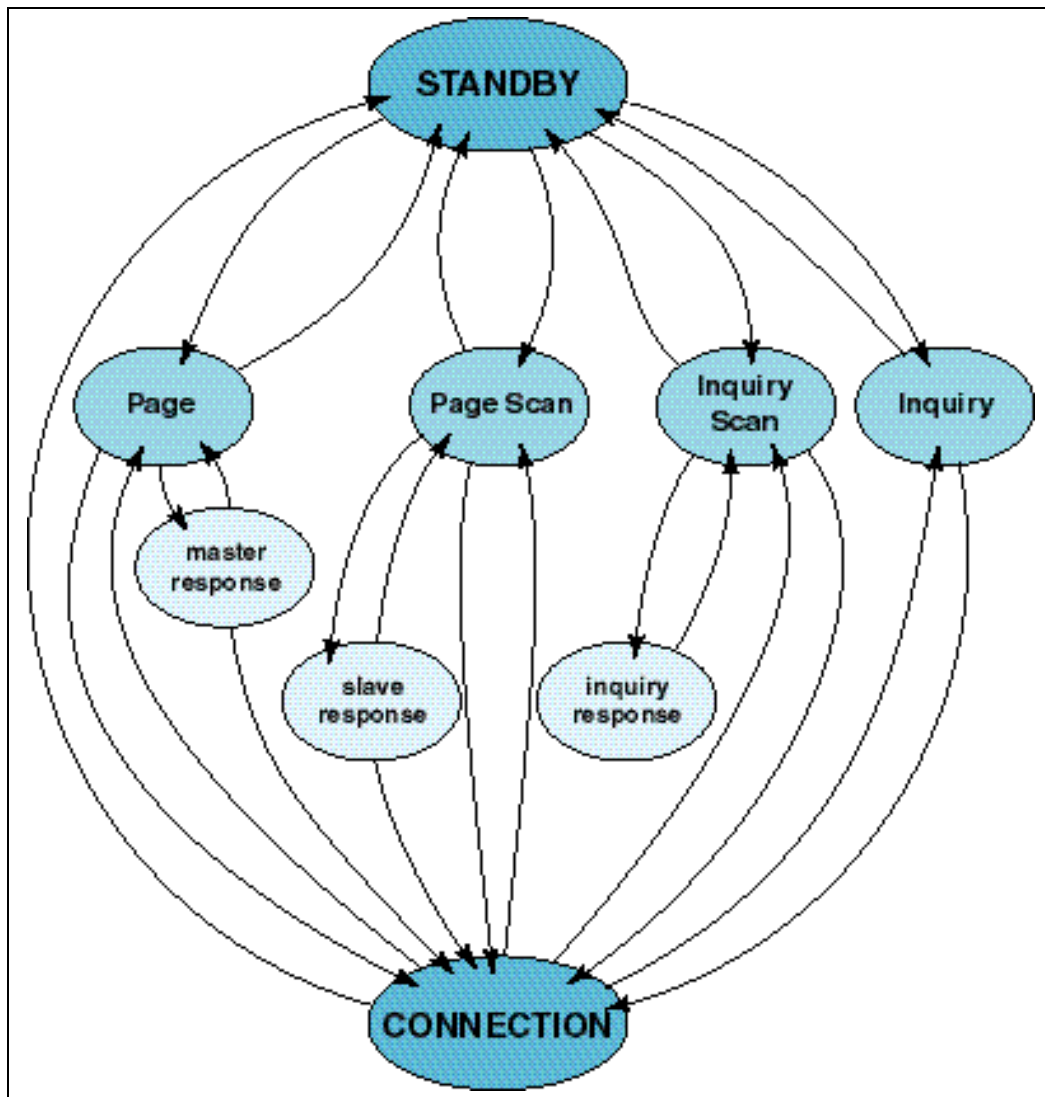 STANDBY
Page
Page Scan
Inquiry
Scan
Inquiry
master
response
slave
response
inquiry
response
CONNECTION